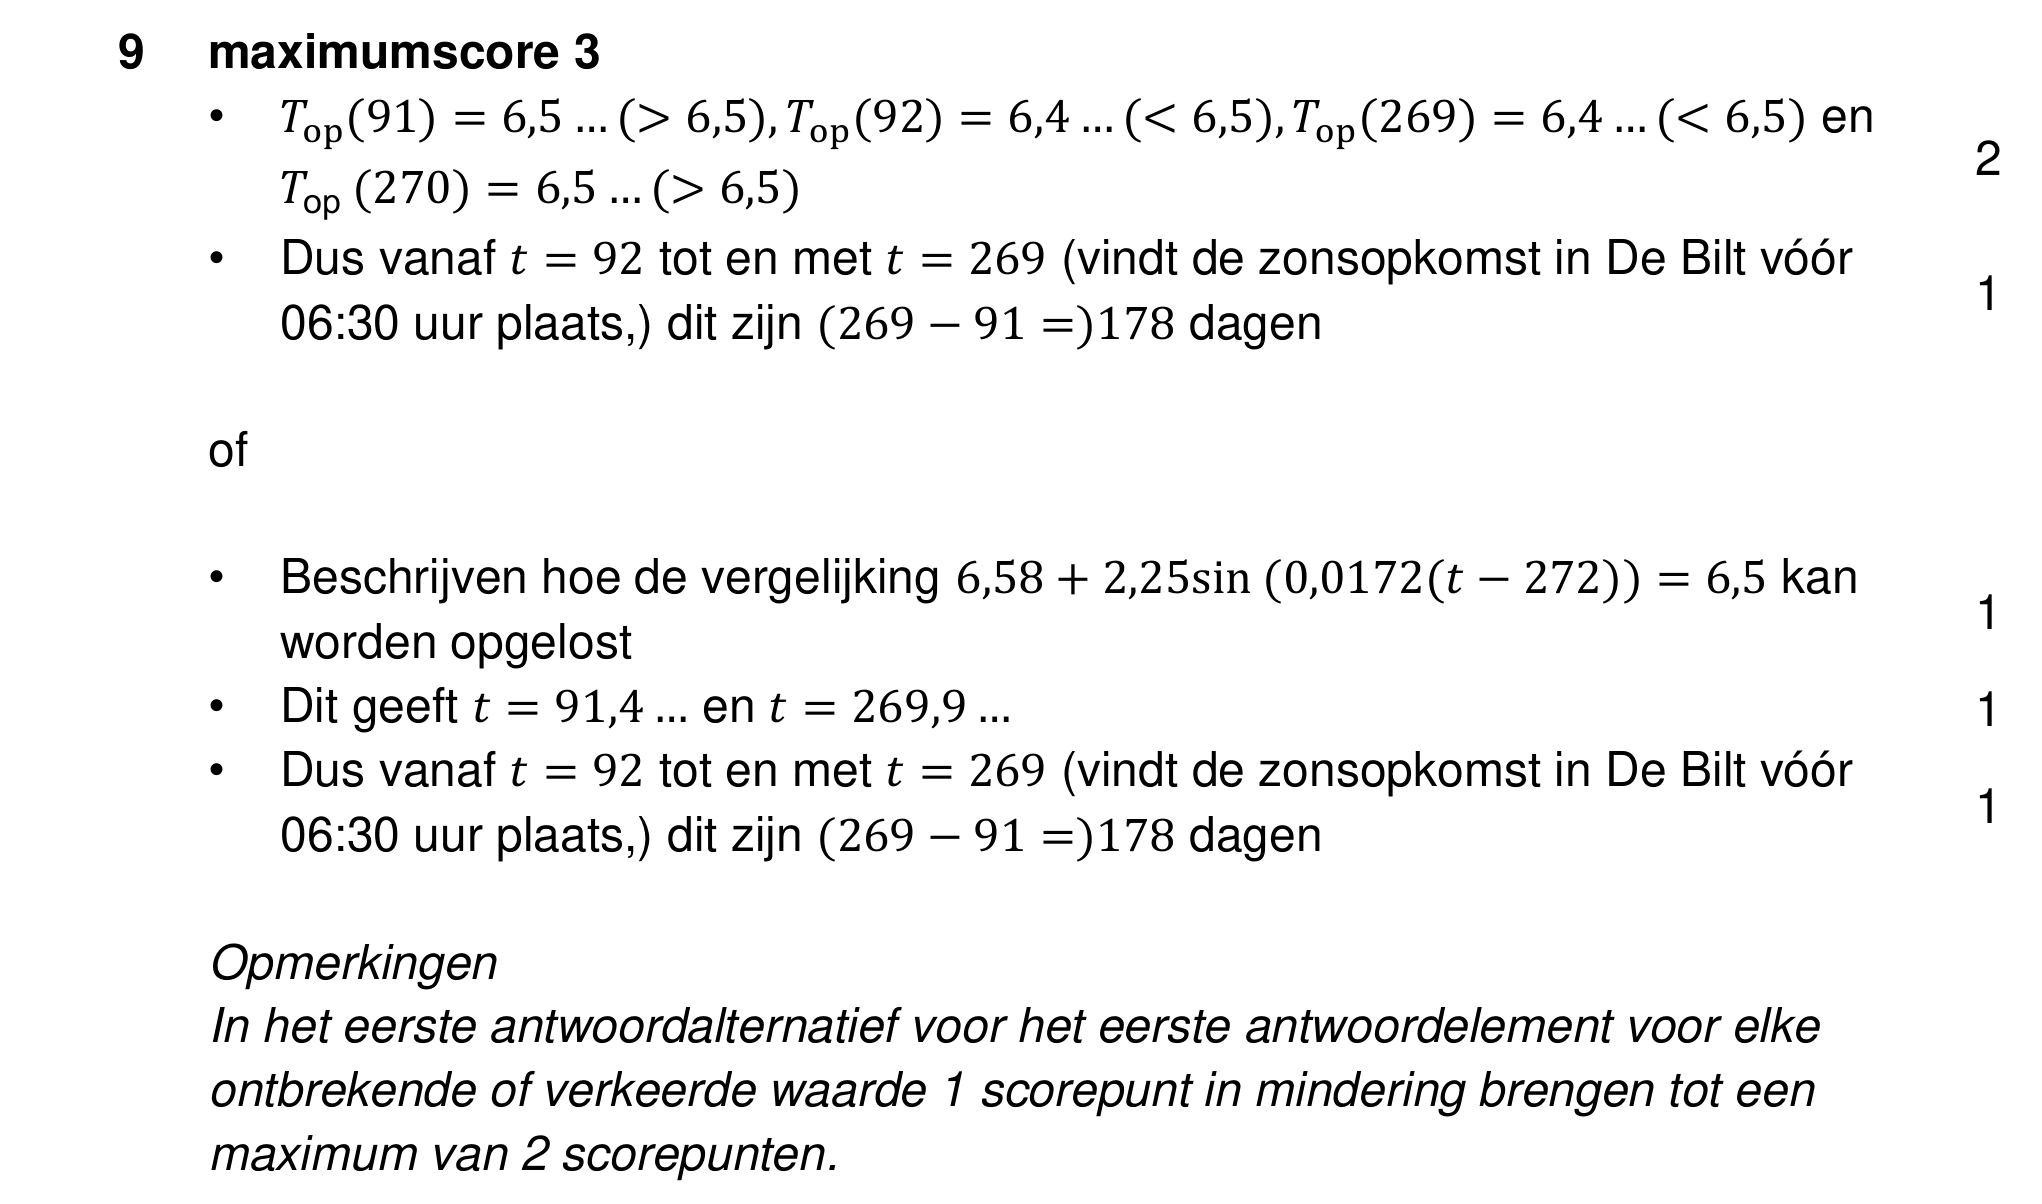 9 maximumscore 3
• T_op(91) = 6,5 … (> 6,5), T_op(92) = 6,4 … (< 6,5), T_op(269) = 6,4 … (< 6,5) en
T_op (270) = 6,5 … (> 6,5) 2
• Dus vanaf t = 92 tot en met t = 269 (vindt de zonsopkomst in De Bilt vóór
06:30 uur plaats,) dit zijn (269 − 91 =)178 dagen 1
of
• Beschrijven hoe de vergelijking 6,58 + 2,25sin (0,0172(t − 272)) = 6,5 kan
worden opgelost 1
• Dit geeft t = 91,4 … en t = 269,9 … 1
• Dus vanaf t = 92 tot en met t = 269 (vindt de zonsopkomst in De Bilt vóór
06:30 uur plaats,) dit zijn (269 − 91 =)178 dagen 1
Opmerkingen
In het eerste antwoordalternatief voor het eerste antwoordelement voor elke
ontbrekende of verkeerde waarde 1 scorepunt in mindering brengen tot een
maximum van 2 scorepunten.